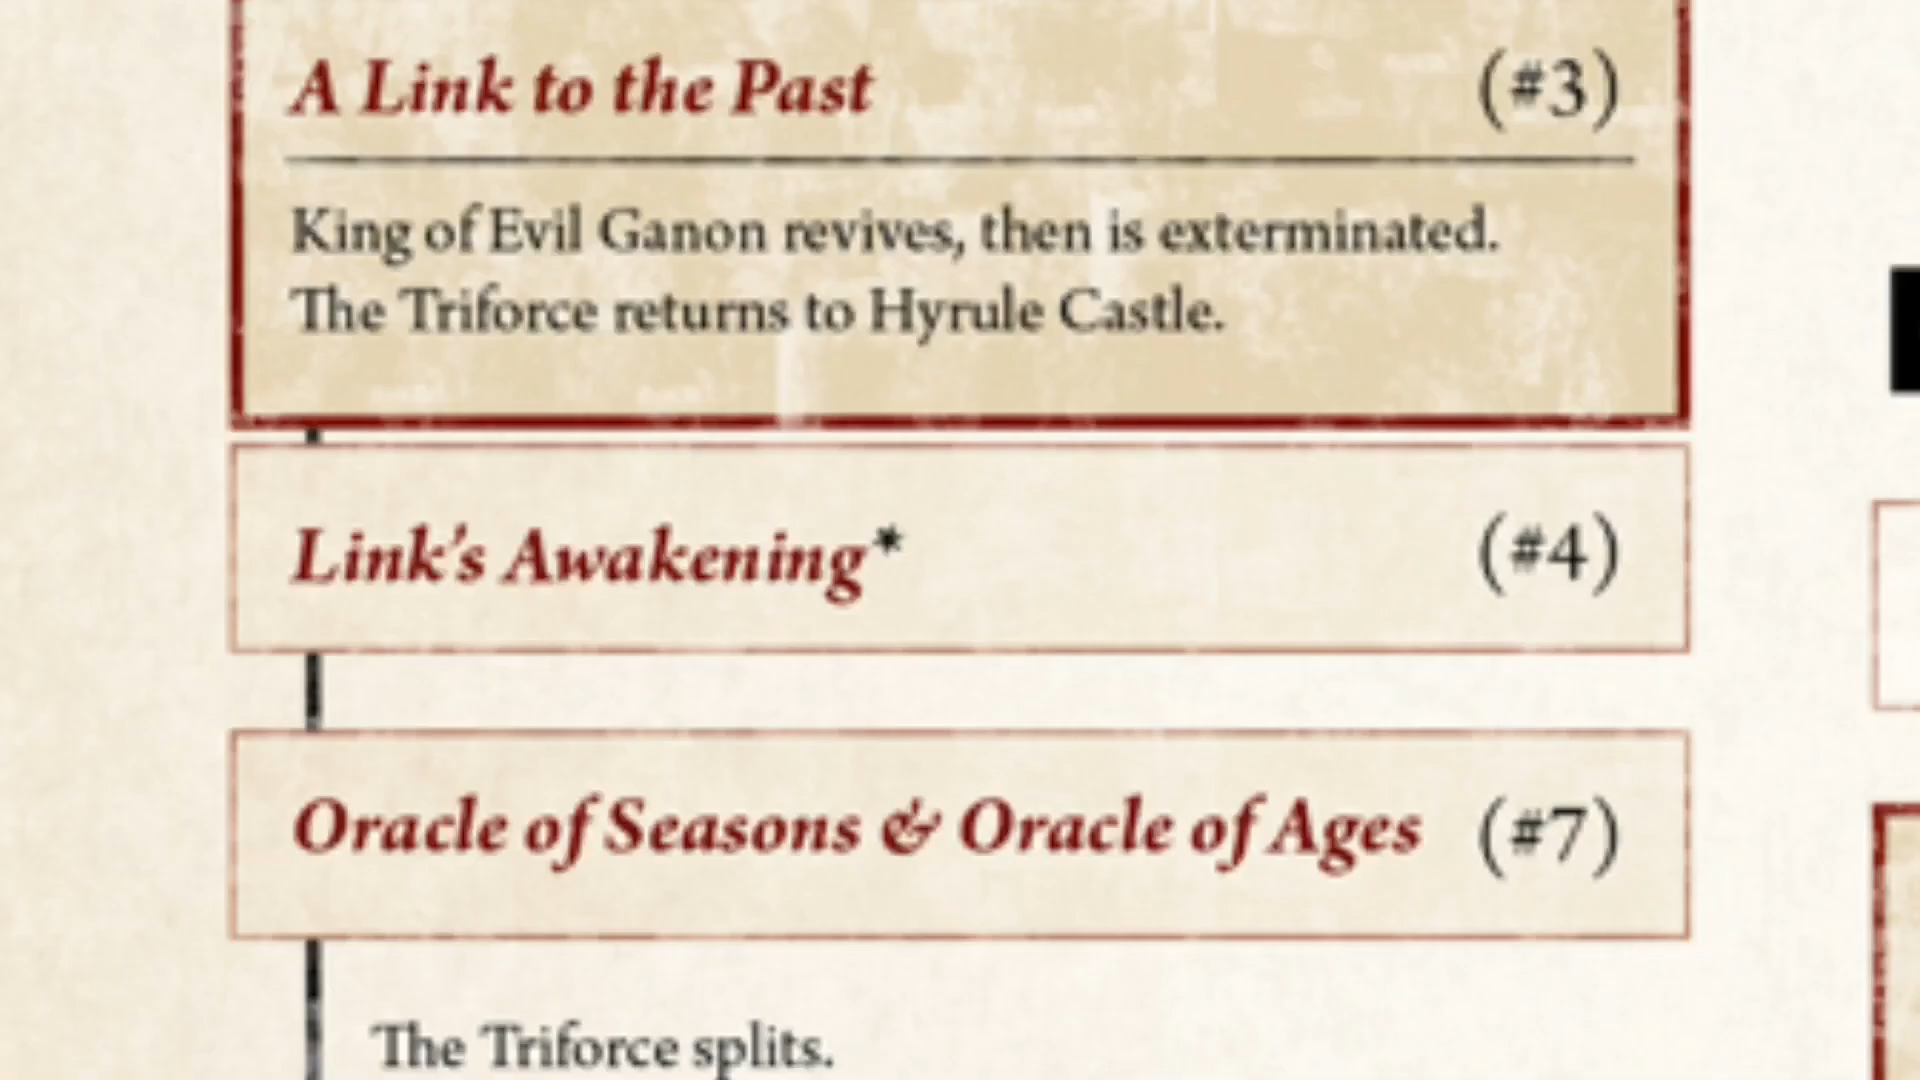 A Link to the Past (#3)
King of Evil Ganon revives, then is exterminated.
The Triforce returns to Hyrule Castle.
Link's Awakening* (#4)
Oracle of Seasons & Oracle of Ages (#7)
The Triforce splits.